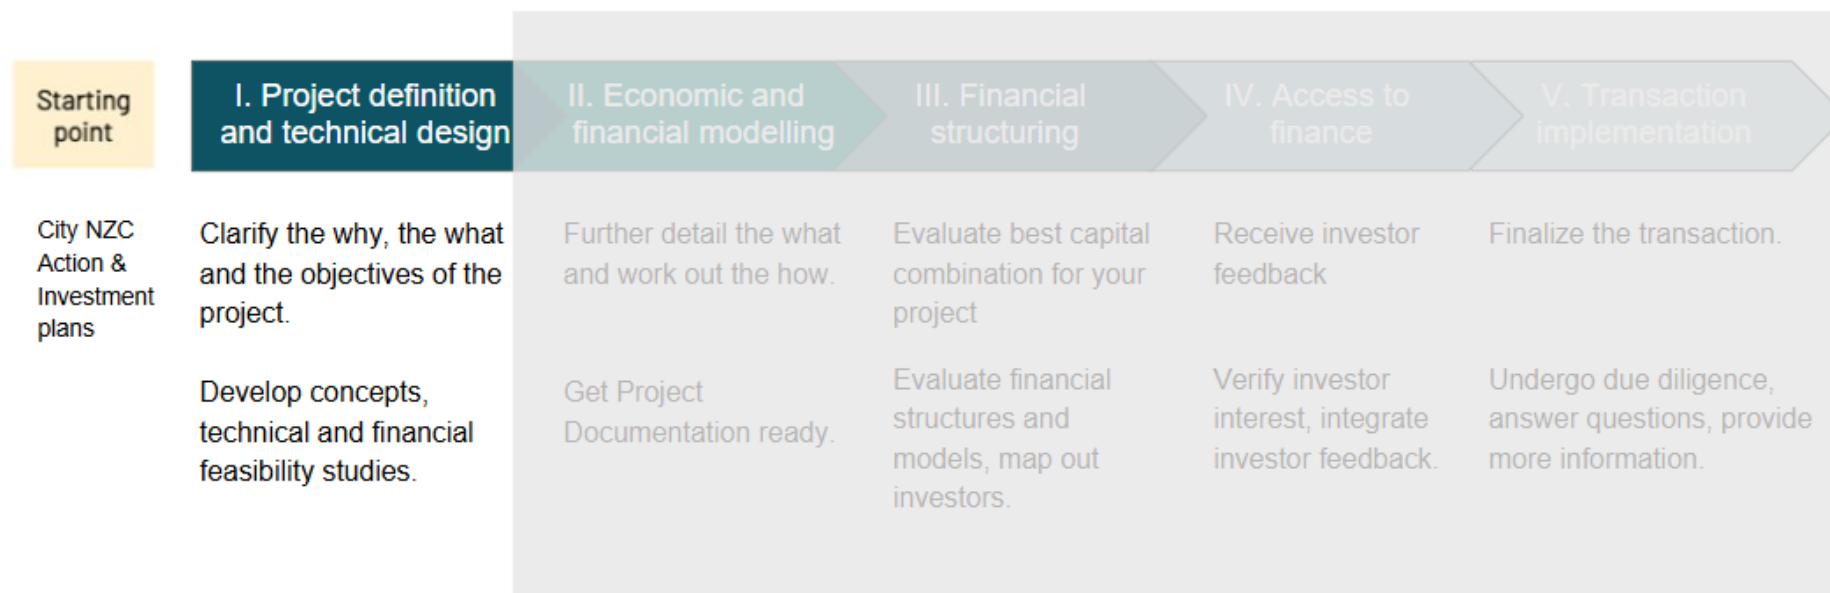 Starting
point
I. Project definition
and technical design
II. Economic and
financial modelling
III. Financial
structuring
IV. Access to
finance
V. Transaction
implementation
City NZC
Action &
Investment
plans
Clarify the why, the what
and the objectives of the
project.
Develop concepts,
technical and financial
feasibility studies.
Further detail the what
and work out the how.
Get Project
Documentation ready.
Evaluate best capital
combination for your
project
Evaluate financial
structures and
models, map out
investors.
Receive investor
feedback
Verify investor
interest, integrate
investor feedback.
Finalize the transaction.
Undergo due diligence,
answer questions, provide
more information.